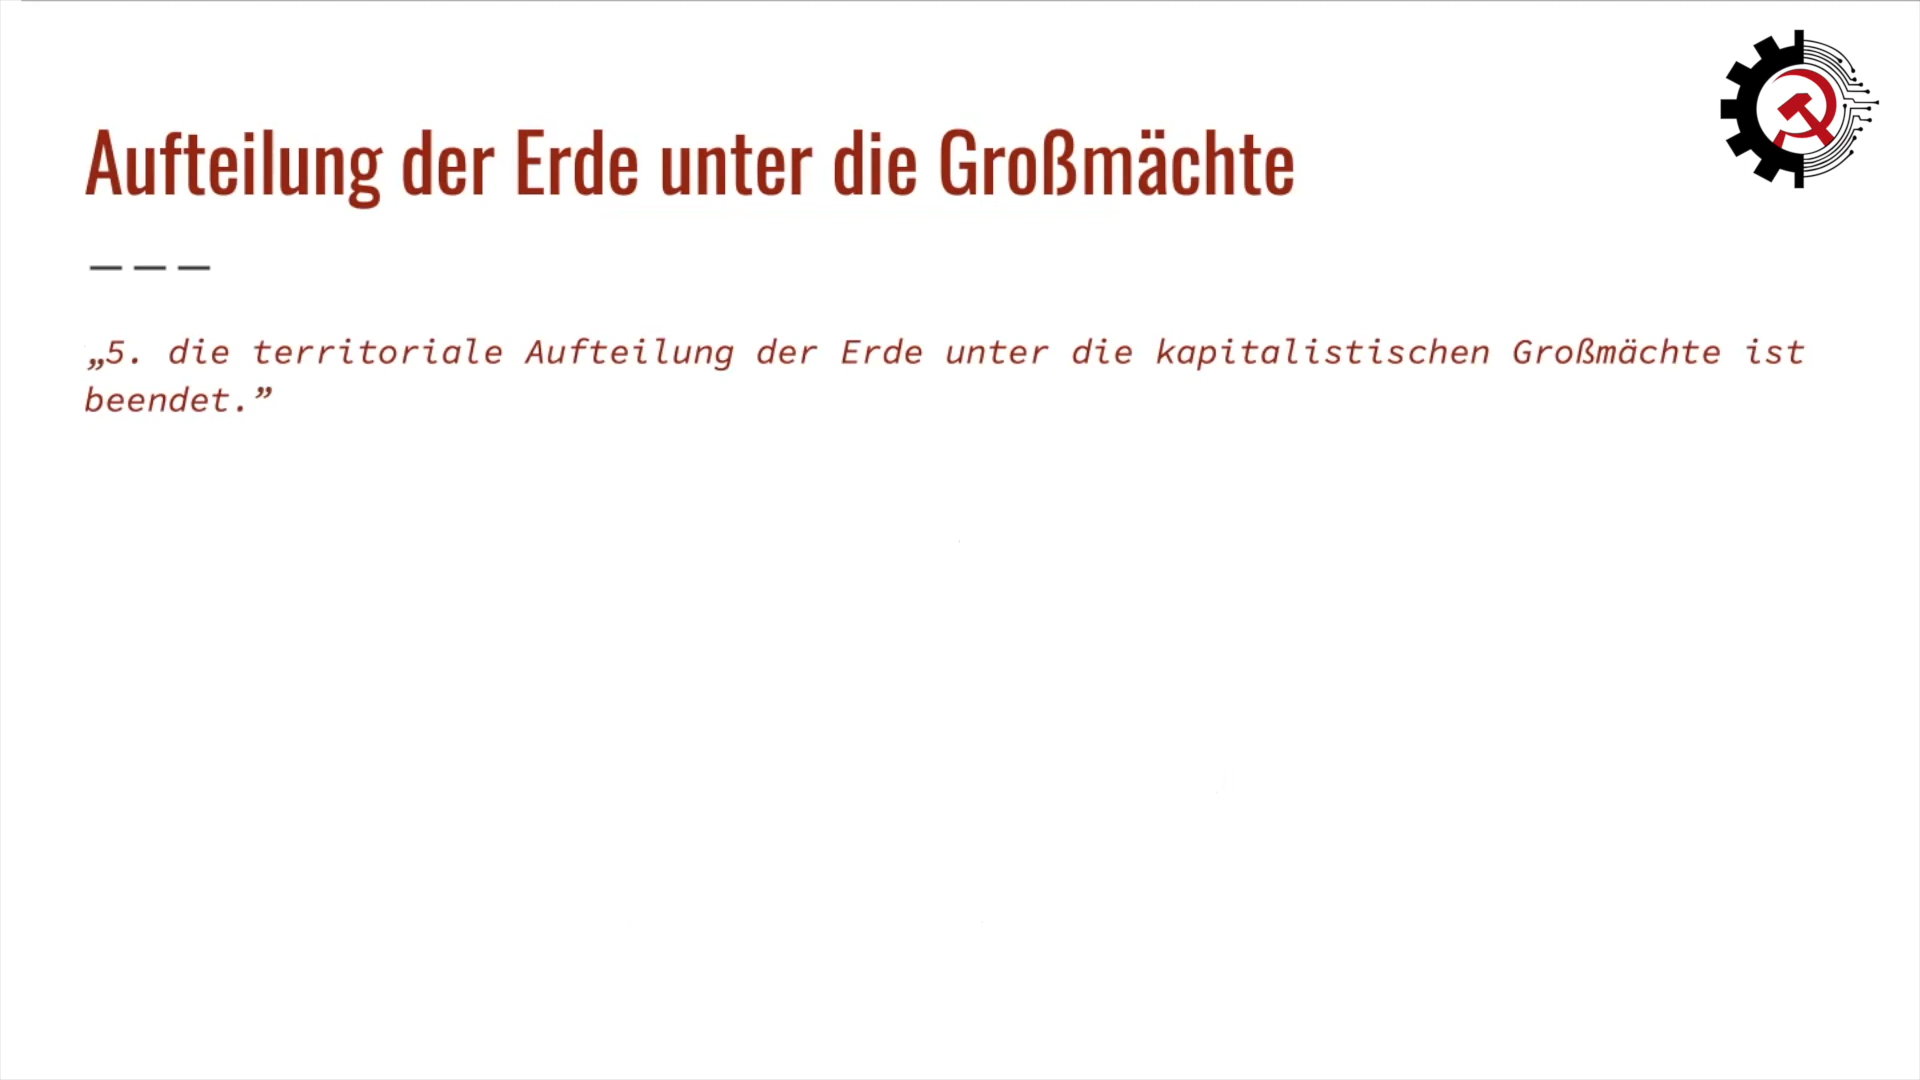 Aufteilung der Erde unter die Großmächte
„5. die territoriale Aufteilung der Erde unter die kapitalistischen Großmächte ist
beendet.”